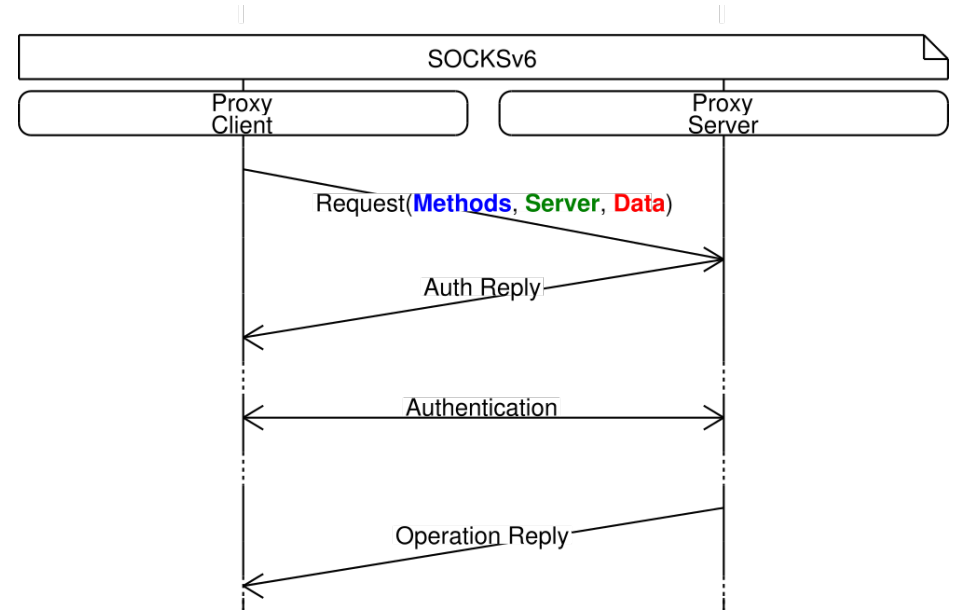 SOCKSv6
Proxy
Client
Proxy
Server
Request(Methods, Server, Data)
Auth Reply
Authentication
Operation Reply